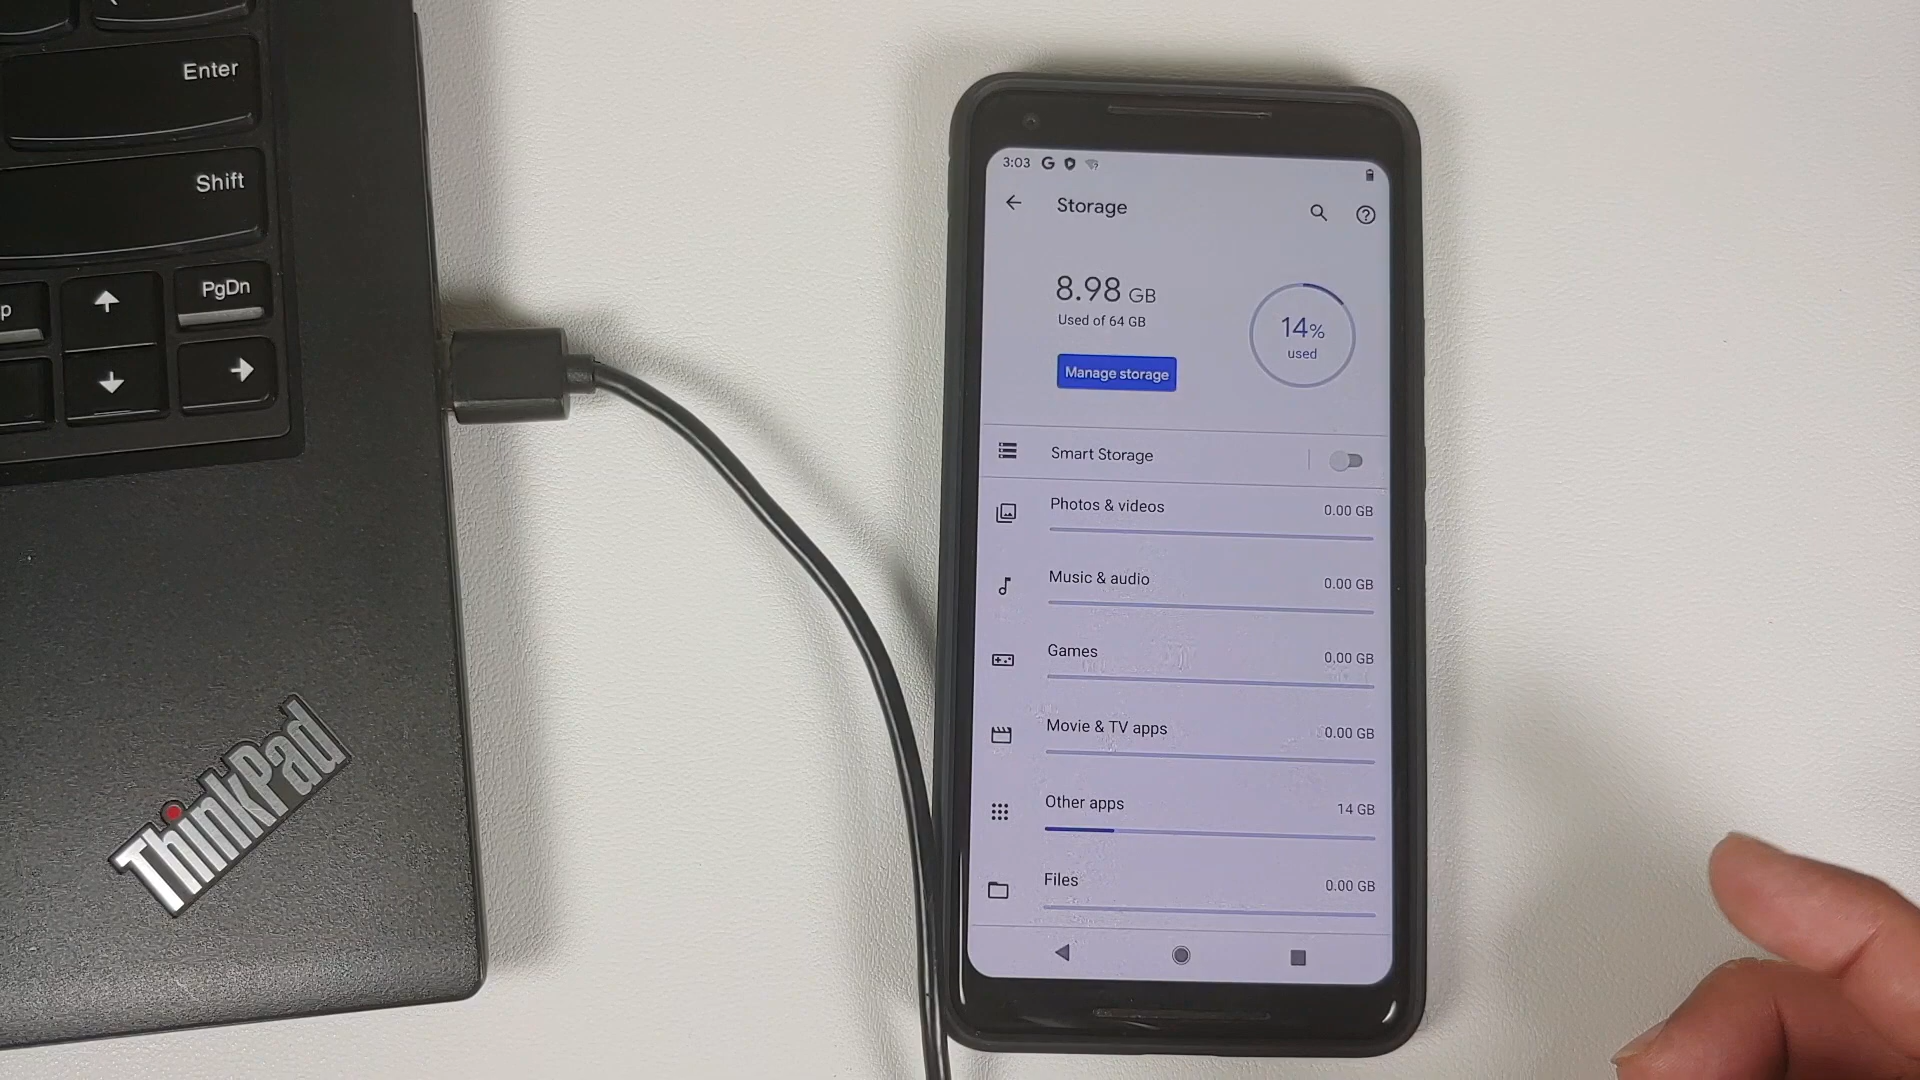 Enter
Shift
p
PgDn
ThinkPad
3:03 G
Storage
8.98 GB
Used of 64 GB
14%
used
Manage storage
Smart Storage
Photos & videos 0.00 GB
Music & audio 0.00 GB
Games 0.00 GB
Movie & TV apps 0.00 GB
Other apps 14 GB
Files 0.00 GB